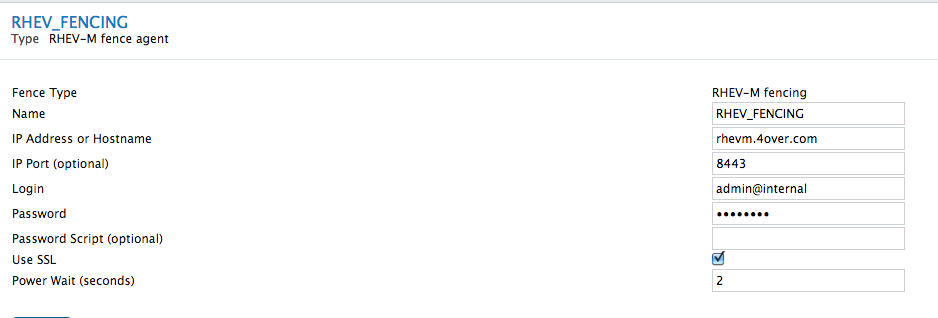 RHEV_FENCING
Type RHEV-M fence agent
Fence Type RHEV-M fencing
Name RHEV_FENCING
IP Address or Hostname rhevm.4over.com
IP Port (optional) 8443
Login admin@internal
Password ••••••••
Password Script (optional)
Use SSL
Power Wait (seconds) 2